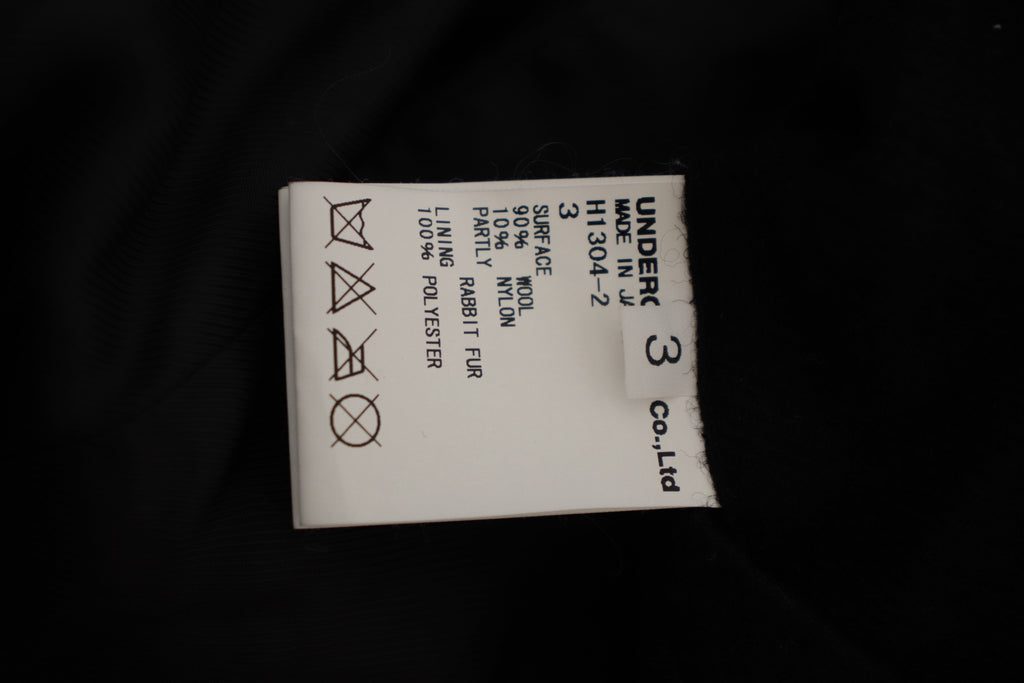 UNDERC 3 Co.,Ltd
MADE IN JA
H1304-2
3
SURFACE
90% WOOL
10% NYLON
PARTLY RABBIT FUR
LINING
100% POLYESTER